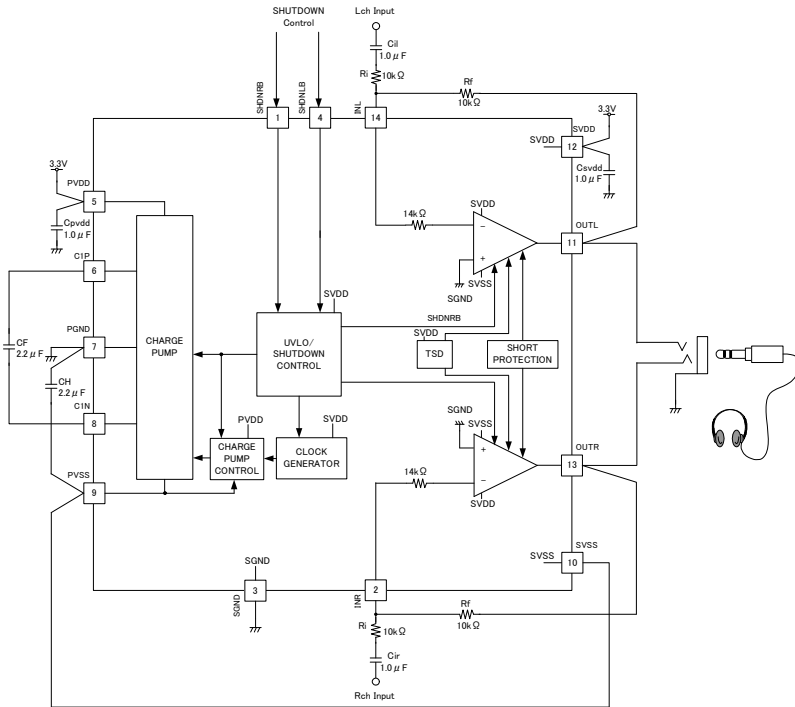 SHUTDOWN
Control
Lch Input
Cil
1.0μF
Ri
10kΩ
Rf
10kΩ
SHDNRB
SHDNLB
INL
1
4
14
3.3V
SVDD
SVDD
12
Csvdd
1.0μF
3.3V
PVDD
5
Cpvdd
1.0μF
C1P
6
14kΩ
SVDD
−
+
SVSS
SGND
OUTL
11
CF
2.2μF
PGND
7
CH
2.2μF
C1N
8
PVSS
9
CHARGE
PUMP
UVLO/
SHUTDOWN
CONTROL
SVDD
SHDNRB
SVDD
TSD
SHORT
PROTECTION
PVDD
CHARGE
PUMP
CONTROL
SVDD
CLOCK
GENERATOR
SGND
SVSS
+
−
SVDD
14kΩ
OUTR
13
SVSS
SVSS
10
SGND
3
SGND
2
INR
Ri
10kΩ
Rf
10kΩ
Cir
1.0μF
Rch Input